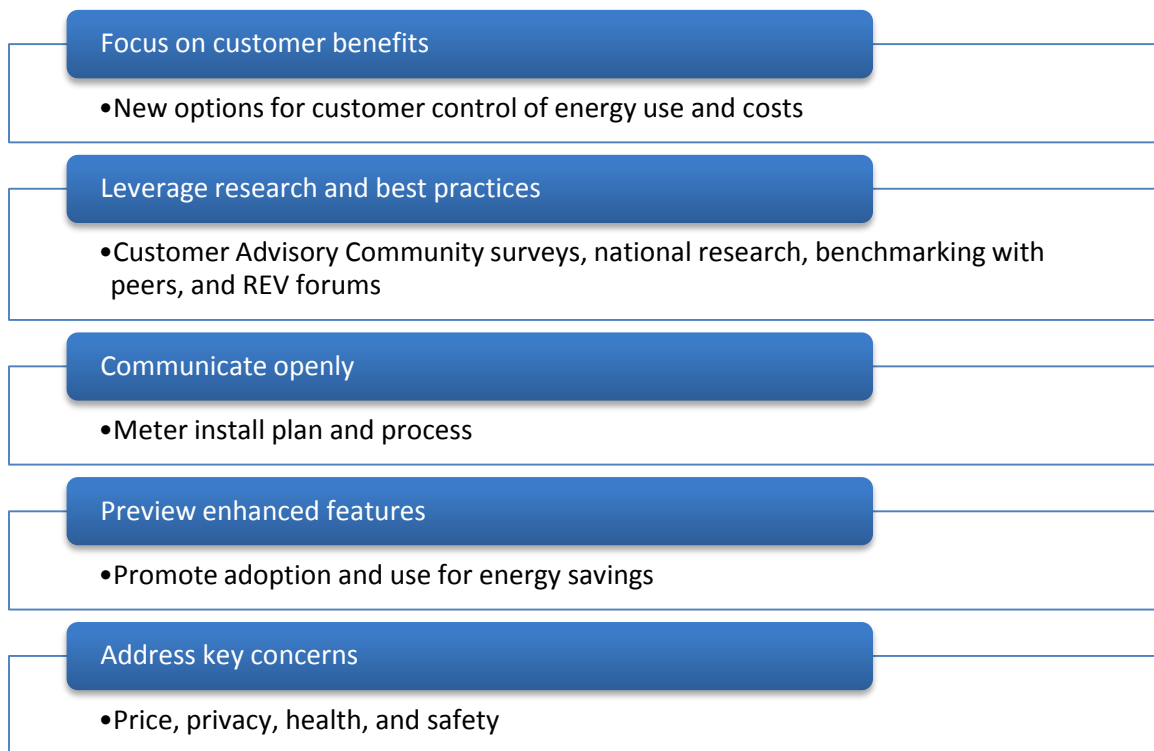 Focus on customer benefits
•New options for customer control of energy use and costs
Leverage research and best practices
•Customer Advisory Community surveys, national research, benchmarking with
peers, and REV forums
Communicate openly
•Meter install plan and process
Preview enhanced features
•Promote adoption and use for energy savings
Address key concerns
•Price, privacy, health, and safety